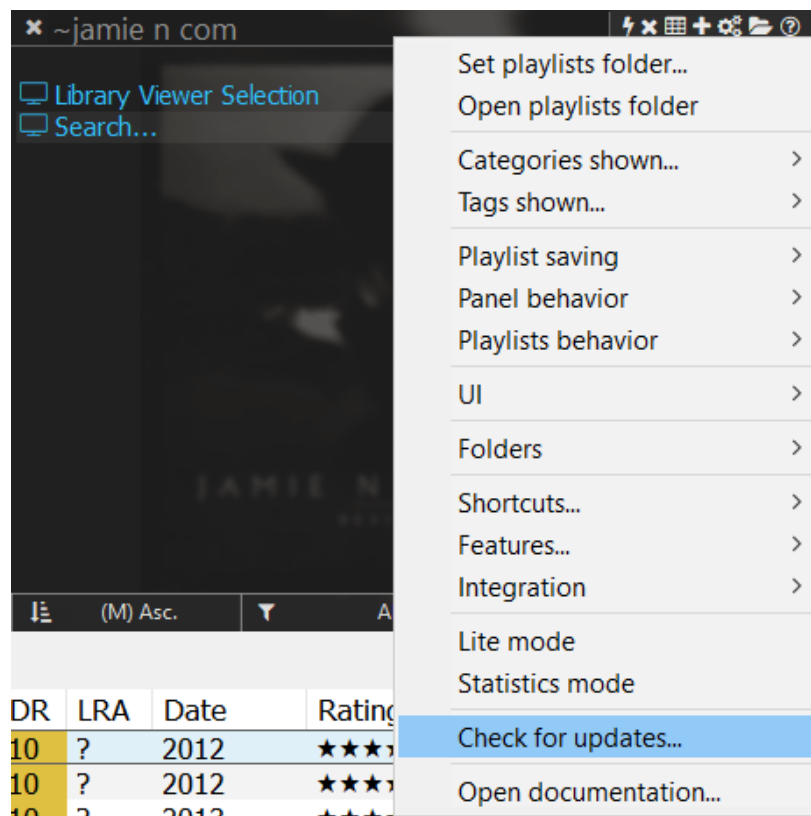 ~jamie n com
Library Viewer Selection
Search...
JAMIE N
(M) Asc.
A
DR LRA Date Rating
10 ? 2012 ★★★
10 ? 2012 ★★★
Set playlists folder...
Open playlists folder
Categories shown...
Tags shown...
Playlist saving
Panel behavior
Playlists behavior
UI
Folders
Shortcuts...
Features...
Integration
Lite mode
Statistics mode
Check for updates...
Open documentation...